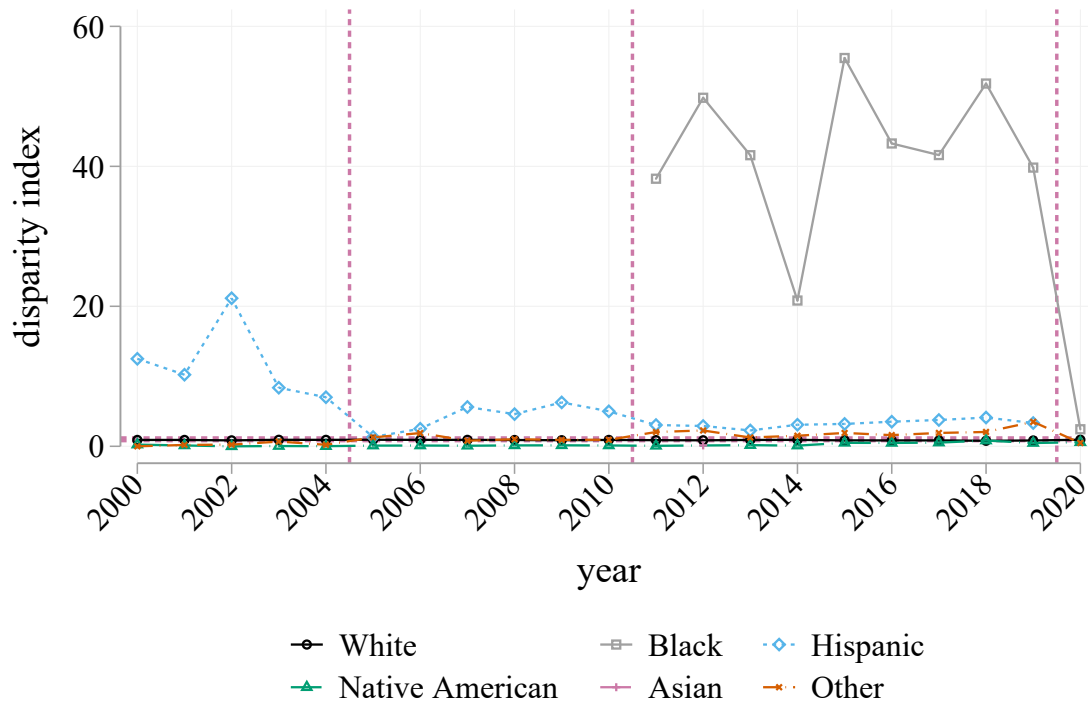 60
40
20
0
disparity index
2000 2002 2004 2006 2008 2010 2012 2014 2016 2018 2020
year
White Black Hispanic
Native American Asian Other